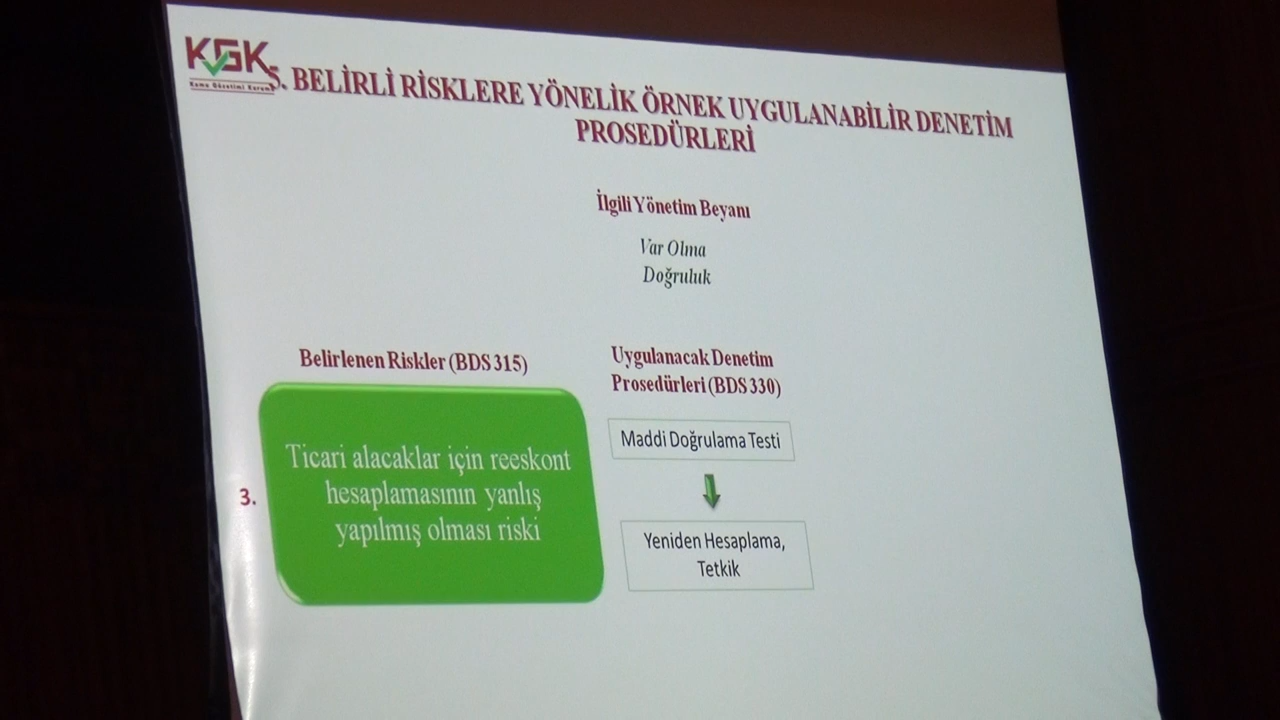 KGK
Kamu Gözetimi Kurumu
5. BELİRLİ RİSKLERE YÖNELİK ÖRNEK UYGULANABİLİR DENETİM
PROSEDÜRLERİ
İlgili Yönetim Beyanı
Var Olma
Doğruluk
Belirlenen Riskler (BDS 315)
Uygulanacak Denetim
Prosedürleri (BDS 330)
3.
Ticari alacaklar için reeskont
hesaplamasının yanlış
yapılmış olması riski
Maddi Doğrulama Testi
Yeniden Hesaplama,
Tetkik